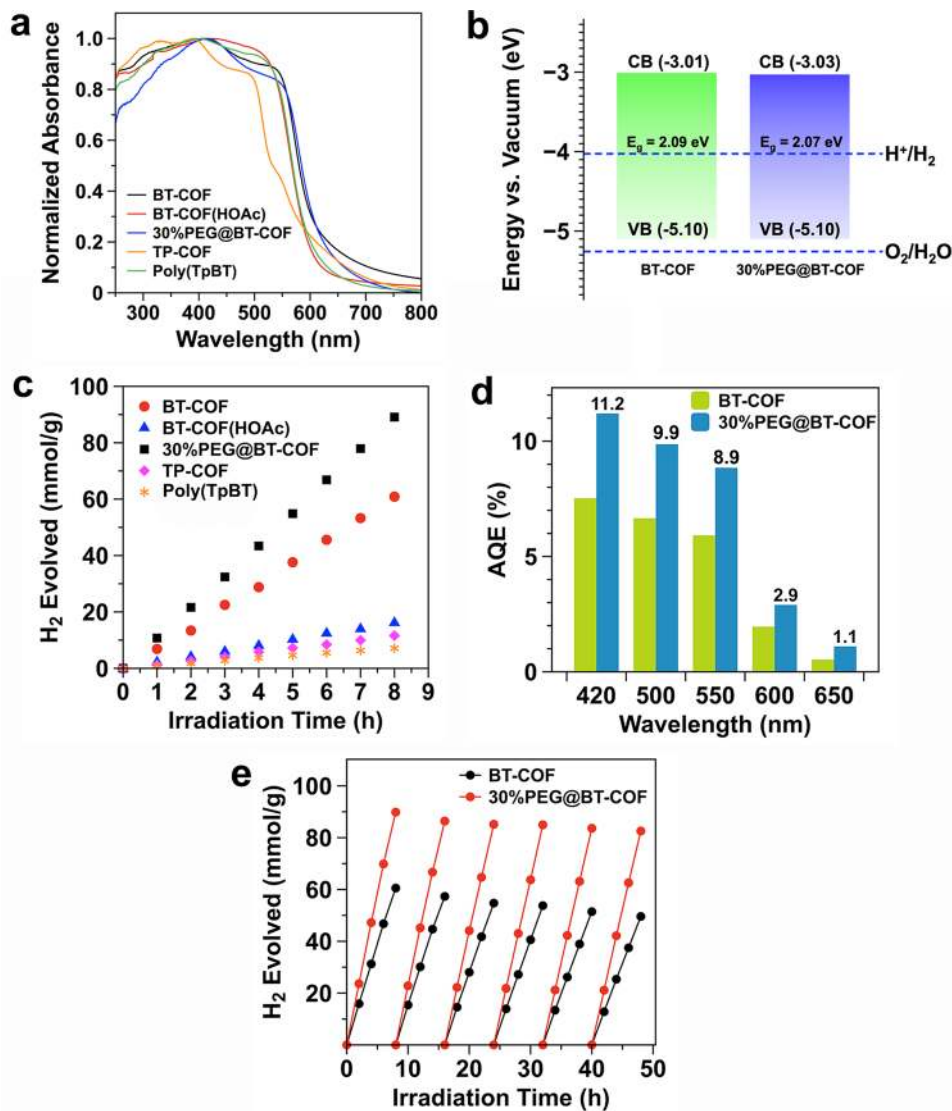 a
Normalized Absorbance
1.0
0.8
0.6
0.4
0.2
0
BT-COF
BT-COF(HOAc)
30%PEG@BT-COF
TP-COF
Poly(TpBT)
300 400 500 600 700 800
Wavelength (nm)
b
Energy vs. Vacuum (eV)
−3
−4
−5
CB (-3.01) CB (-3.03)
Eg = 2.09 eV Eg = 2.07 eV
H⁺/H₂
VB (-5.10) VB (-5.10)
O₂/H₂O
BT-COF 30%PEG@BT-COF
c
H₂ Evolved (mmol/g)
100
80
60
40
20
0
BT-COF
BT-COF(HOAc)
30%PEG@BT-COF
TP-COF
Poly(TpBT)
0 1 2 3 4 5 6 7 8 9
Irradiation Time (h)
d
AQE (%)
10
5
0
BT-COF
30%PEG@BT-COF
11.2
9.9
8.9
2.9
1.1
420 500 550 600 650
Wavelength (nm)
e
H₂ Evolved (mmol/g)
100
80
60
40
20
BT-COF
30%PEG@BT-COF
0 10 20 30 40 50
Irradiation Time (h)